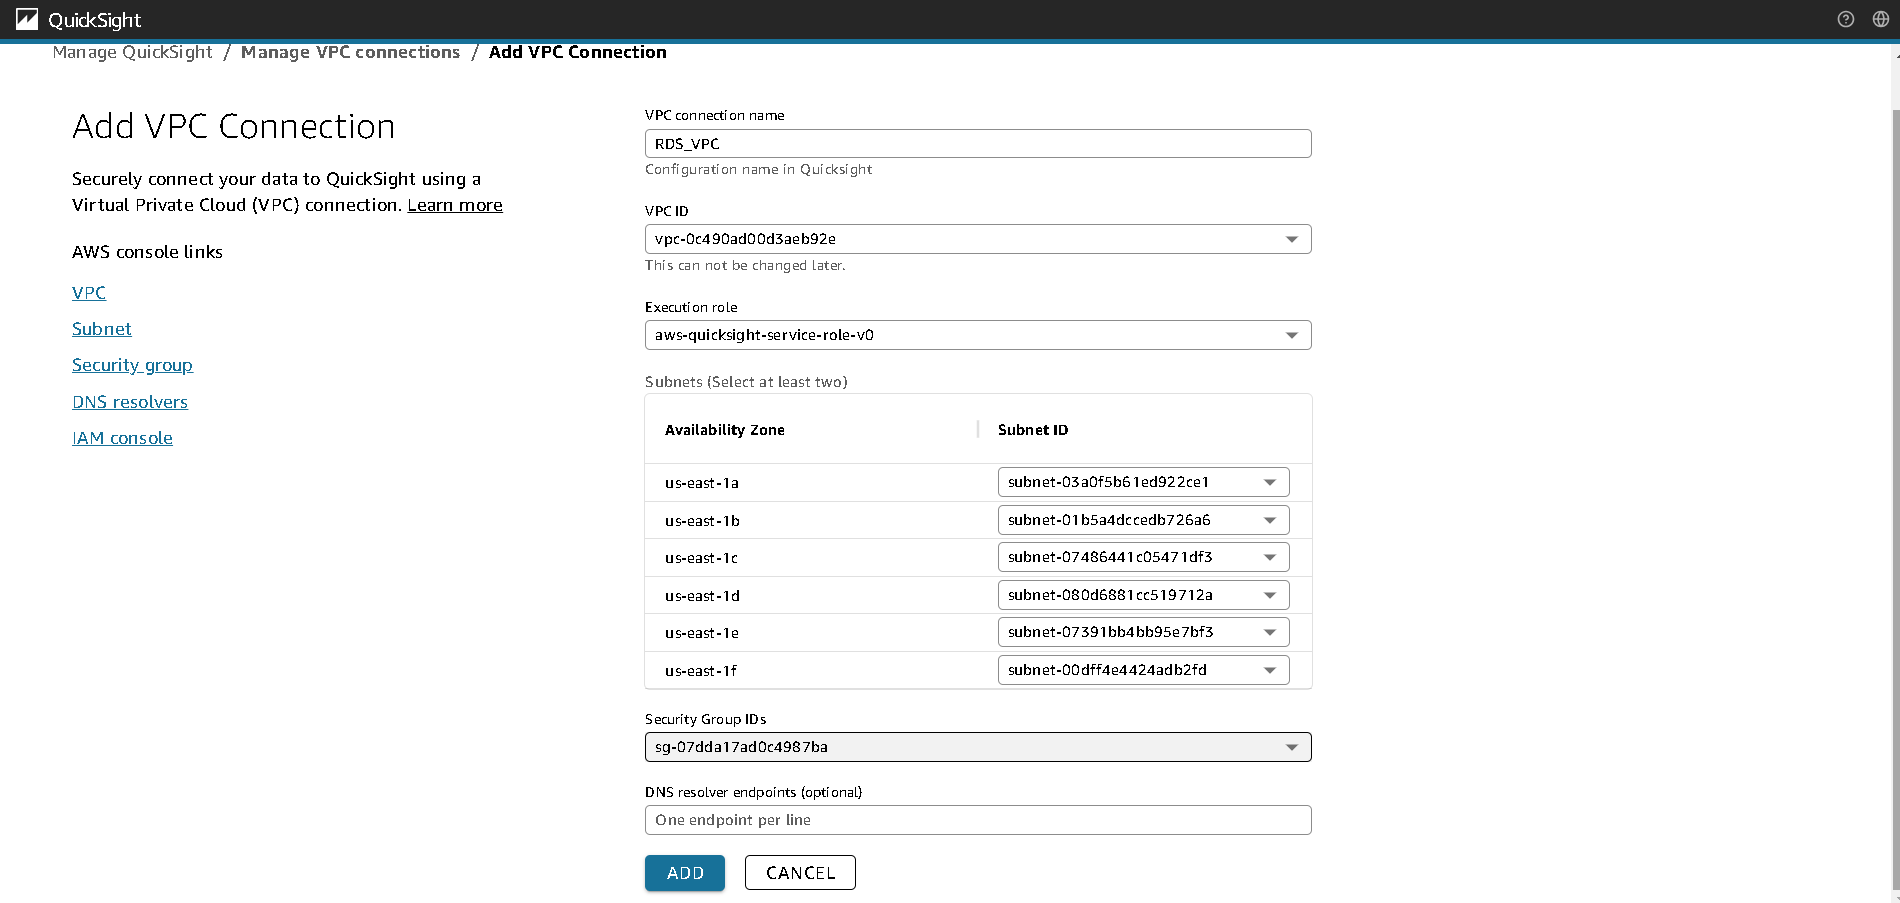 QuickSight
Manage QuickSight / Manage VPC connections / Add VPC Connection
Add VPC Connection
Securely connect your data to QuickSight using a
Virtual Private Cloud (VPC) connection. Learn more
AWS console links
VPC
Subnet
Security group
DNS resolvers
IAM console
VPC connection name
RDS_VPC
Configuration name in Quicksight
VPC ID
vpc-0c490ad00d3aeb92e
This can not be changed later.
Execution role
aws-quicksight-service-role-v0
Subnets (Select at least two)
Availability Zone Subnet ID
us-east-1a subnet-03a0f5b61ed922ce1
us-east-1b subnet-01b5a4dccedb726a6
us-east-1c subnet-07486441c05471df3
us-east-1d subnet-080d6881cc519712a
us-east-1e subnet-07391bb4bb95e7bf3
us-east-1f subnet-00dff4e4424adb2fd
Security Group IDs
sg-07dda17ad0c4987ba
DNS resolver endpoints (optional)
One endpoint per line
ADD CANCEL